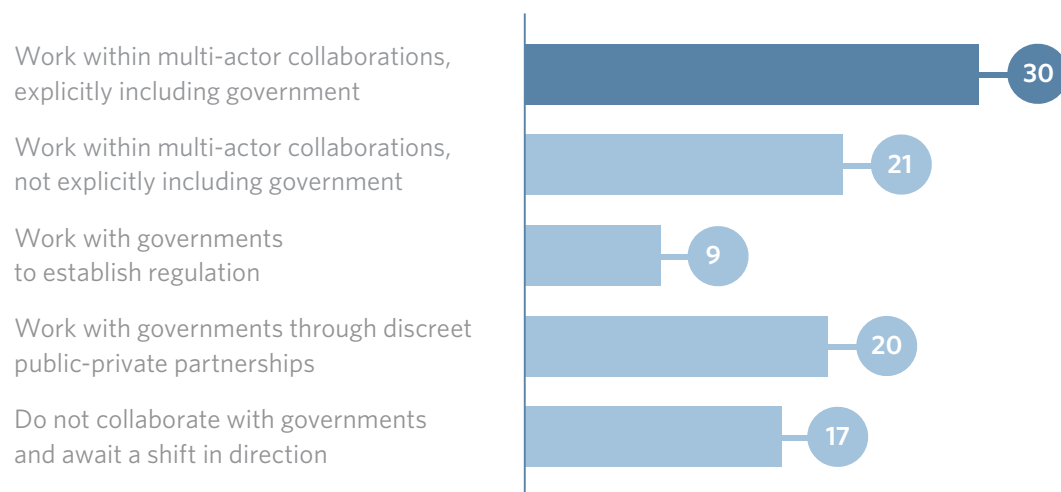 Work within multi-actor collaborations,
explicitly including government
30
Work within multi-actor collaborations,
not explicitly including government
21
Work with governments
to establish regulation
9
Work with governments through discreet
public-private partnerships
20
Do not collaborate with governments
and await a shift in direction
17